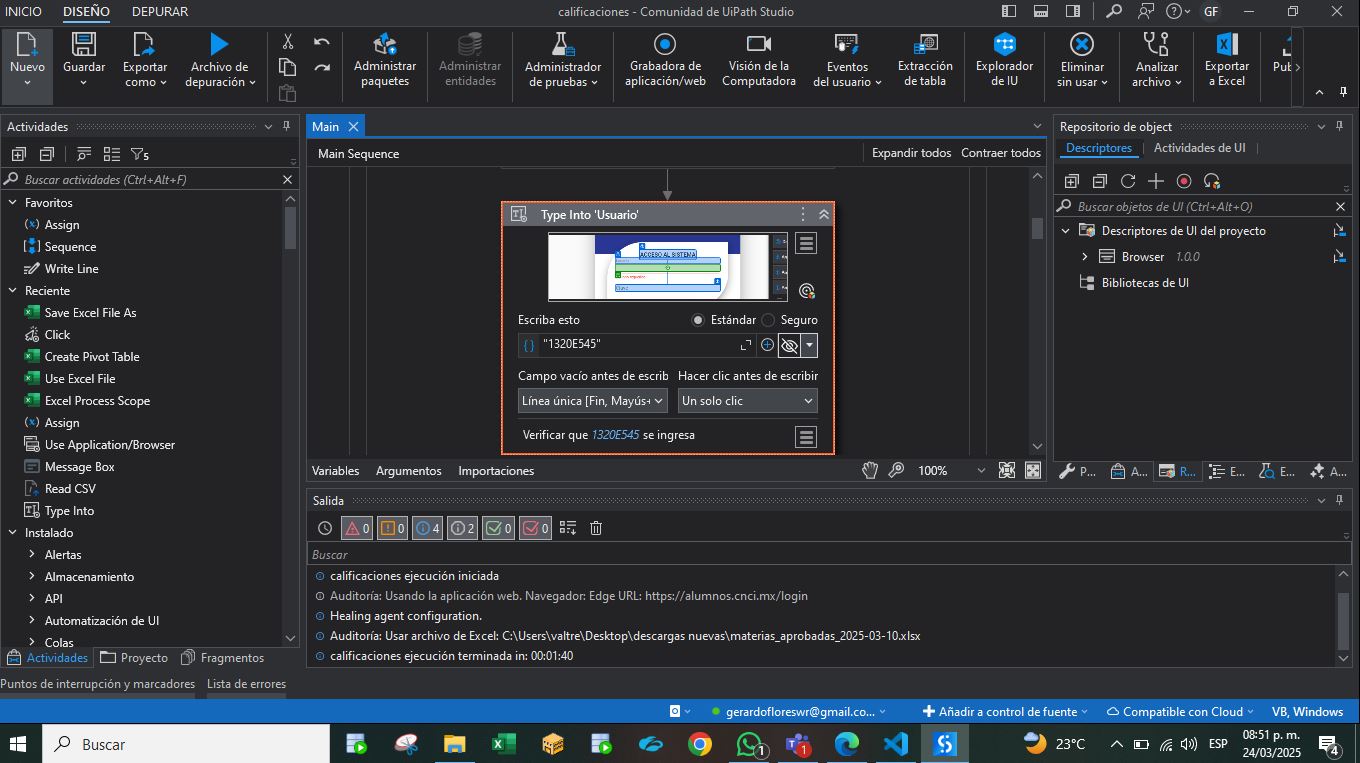 INICIO DISEÑO DEPURAR calificaciones - Comunidad de UiPath Studio GF
Nuevo Guardar Exportar como Archivo de depuración Administrar paquetes Administrar entidades Administrador de pruebas Grabadora de aplicación/web Visión de la Computadora Eventos del usuario Extracción de tabla Explorador de IU Eliminar sin usar Analizar archivo Exportar a Excel Pub
Actividades
5
Buscar actividades (Ctrl+Alt+F)
Favoritos
Assign
Sequence
Write Line
Reciente
Save Excel File As
Click
Create Pivot Table
Use Excel File
Excel Process Scope
Assign
Use Application/Browser
Message Box
Read CSV
Type Into
Instalado
Alertas
Almacenamiento
API
Automatización de UI
Colas
Actividades Proyecto Fragmentos
Main
Main Sequence Expandir todos Contraer todos
Type Into 'Usuario'
ACCESO AL SISTEMA
Clave
Escriba esto Estándar Seguro
"1320E545"
Campo vacío antes de escrib Hacer clic antes de escribir
Línea única [Fin, Mayús+ Un solo clic
Verificar que 1320E545 se ingresa
Variables Argumentos Importaciones 100%
Repositorio de object
Descriptores Actividades de UI
Buscar objetos de UI (Ctrl+Alt+O)
Descriptores de UI del proyecto
Browser 1.0.0
Bibliotecas de UI
P... A... R... E... E... A...
Salida
0 0 4 2 0 0
Buscar
calificaciones ejecución iniciada
Auditoría: Usando la aplicación web. Navegador: Edge URL: https://alumnos.cnci.mx/login
Healing agent configuration.
Auditoría: Usar archivo de Excel: C:\Users\valtre\Desktop\descargas nuevas\materias_aprobadas_2025-03-10.xlsx
calificaciones ejecución terminada in: 00:01:40
Puntos de interrupción y marcadores Lista de errores
gerardofloreswr@gmail.co... Añadir a control de fuente Compatible con Cloud VB, Windows
Buscar 1 1 23°C ESP 08:51 p. m.
24/03/2025 4